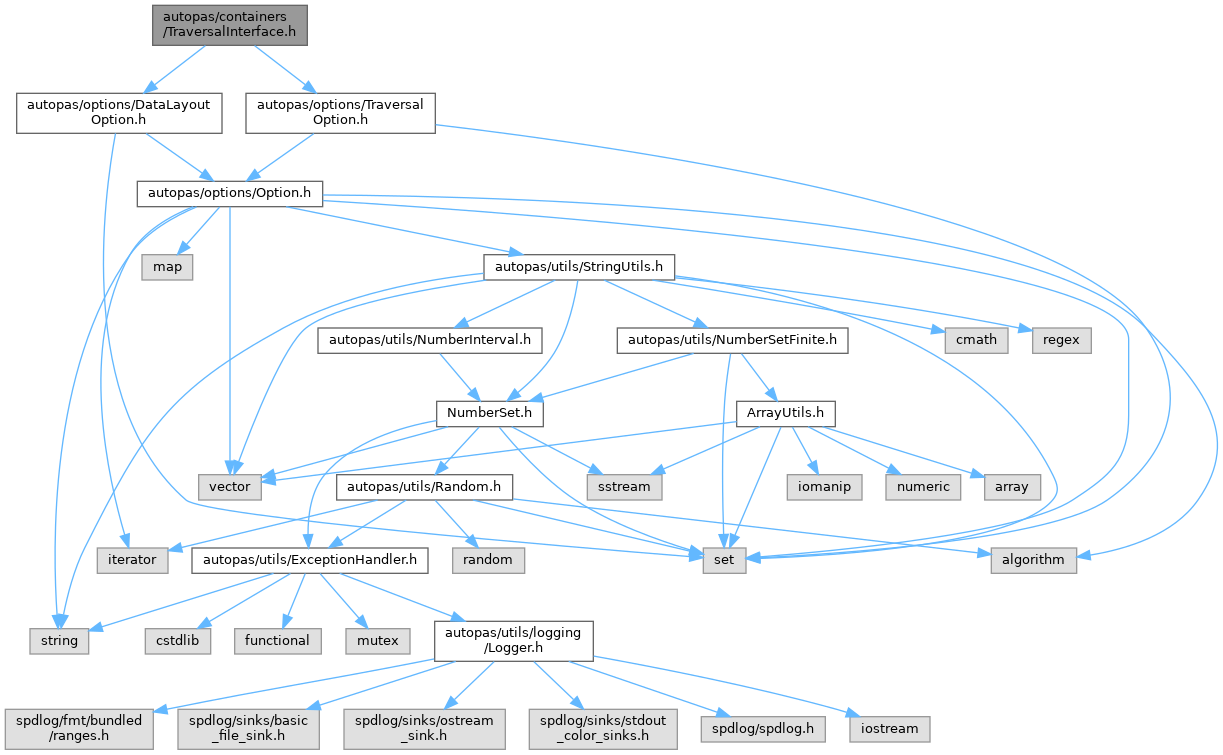 autopas/containers
/TraversalInterface.h
autopas/options/DataLayout
Option.h
autopas/options/Traversal
Option.h
autopas/options/Option.h
map
autopas/utils/StringUtils.h
autopas/utils/NumberInterval.h
autopas/utils/NumberSetFinite.h
cmath
regex
NumberSet.h
ArrayUtils.h
vector
autopas/utils/Random.h
sstream
iomanip
numeric
array
iterator
autopas/utils/ExceptionHandler.h
random
set
algorithm
string
cstdlib
functional
mutex
autopas/utils/logging
/Logger.h
spdlog/fmt/bundled
/ranges.h
spdlog/sinks/basic
_file_sink.h
spdlog/sinks/ostream
_sink.h
spdlog/sinks/stdout
_color_sinks.h
spdlog/spdlog.h
iostream